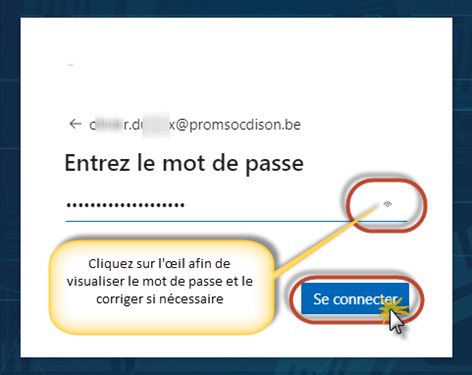 @promsocdison.be
Entrez le mot de passe
Cliquez sur l'œil afin de
visualiser le mot de passe et le
corriger si nécessaire
Se connecter